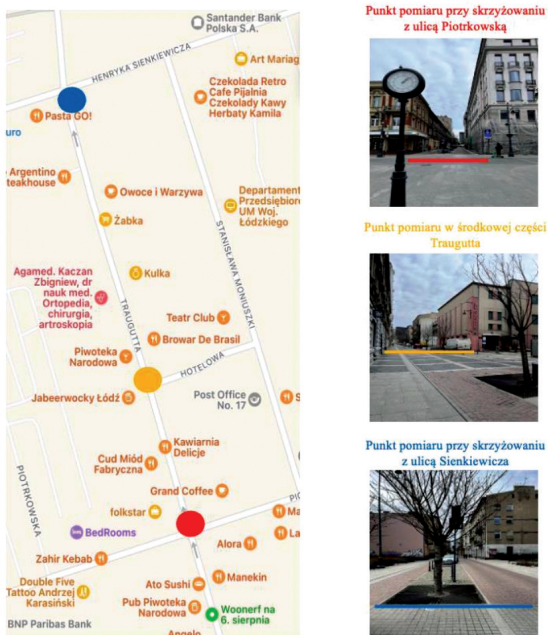 Santander Bank
Polska S.A.
HENRYKA SIENKIEWICZA
Art Mariag
Pasta GO!
uro
Czekolada Retro
Cafe Pijalnia
Czekolady Kawy
Herbaty Kamila
Argentino
teakhouse
Owoce i Warzywa
Departament
Przedsiębior
UM Woj.
Łódzkiego
Żabka
STANISŁAWA MONIUSZKI
Kulka
Agamed. Kaczan
Zbigniew, dr
nauk med.
Ortopedia,
chirurgia,
artroskopia
TRAUGUTTA
Teatr Club
Browar De Brasil
Piwoteka
Narodowa
HOTELOWA
Jabeerwocky Łódź
Post Office
No. 17
S
Kawiarnia
Delicje
Cud Miód
Fabryczna
PIOTRKOWSKA
Grand Coffee
PIO
folkstar
Ma
BedRooms
Alora
La
Zahir Kebab
Manekin
Double Five
Tattoo Andrzej
Karasiński
Ato Sushi
Pub Piwoteka
Narodowa
Woonerf na
6. sierpnia
BNP Paribas Bank
Angelo
Punkt pomiaru przy skrzyżowaniu
z ulicą Piotrkowską
Punkt pomiaru w środkowej części
Traugutta
Punkt pomiaru przy skrzyżowaniu
z ulicą Sienkiewicza